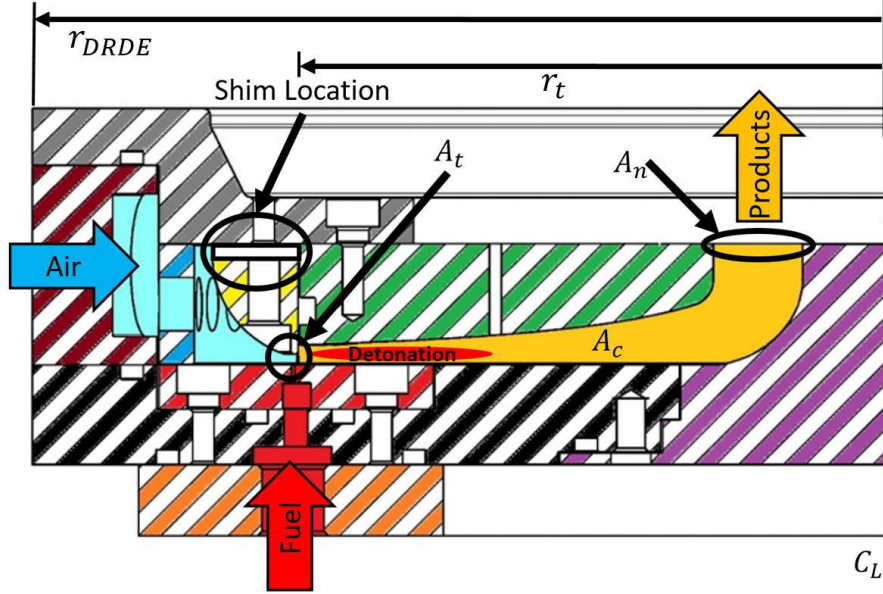 r_DRDE
r_t
Shim Location
A_t
A_n
Products
Air
Detonation
A_c
Fuel
C_L